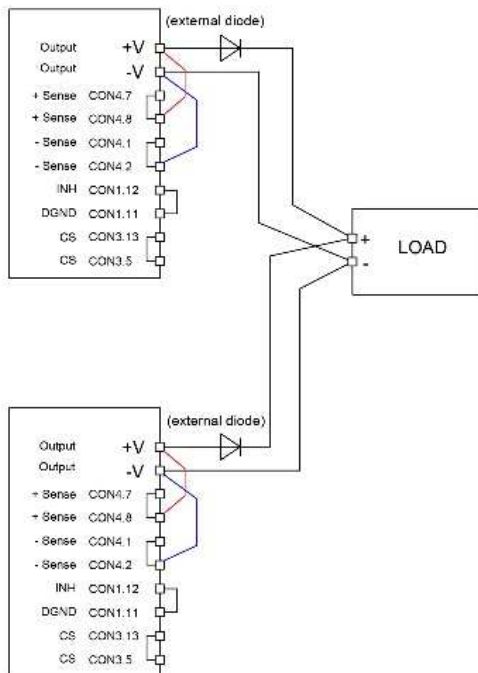 (external diode)
Output +V
Output -V
+ Sense CON4.7
+ Sense CON4.8
- Sense CON4.1
- Sense CON4.2
INH CON1.12
DGND CON1.11
CS CON3.13
CS CON3.5
+ LOAD
-
(external diode)
Output +V
Output -V
+ Sense CON4.7
+ Sense CON4.8
- Sense CON4.1
- Sense CON4.2
INH CON1.12
DGND CON1.11
CS CON3.13
CS CON3.5